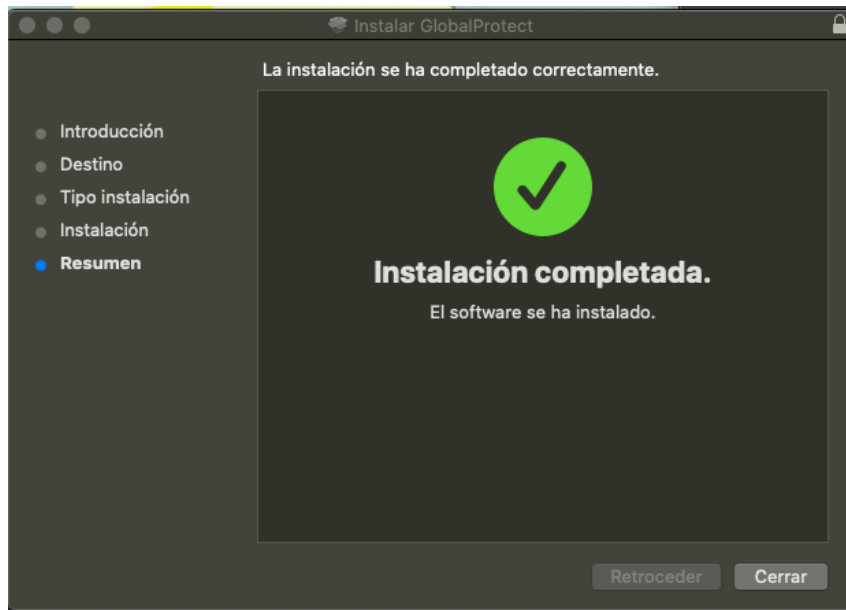 Instalar GlobalProtect
La instalación se ha completado correctamente.
Introducción
Destino
Tipo instalación
Instalación
Resumen
Instalación completada.
El software se ha instalado.
Retroceder
Cerrar